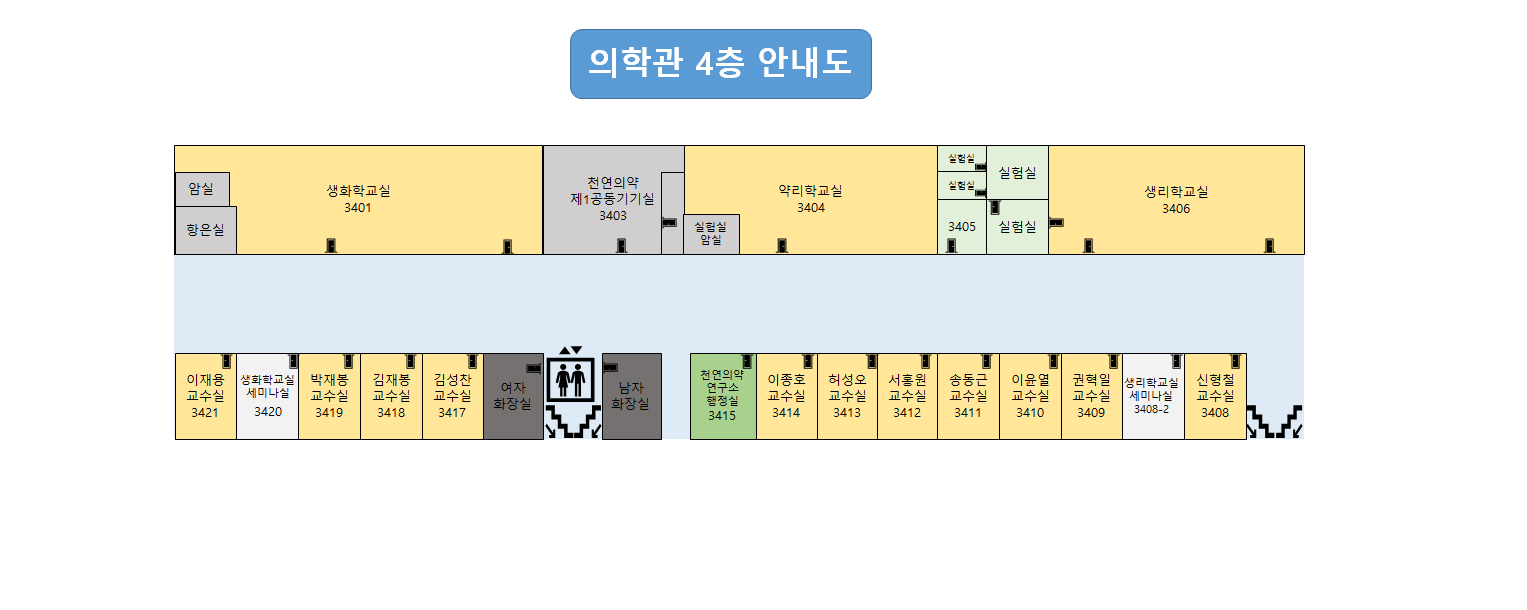 의학관 4층 안내도
암실
항은실
생화학교실
3401
천연의약
제1공동기기실
3403
실험실
암실
약리학교실
3404
실험실
실험실
3405
실험실
실험실
생리학교실
3406
이재용
교수실
3421
생화학교실
세미나실
3420
박재봉
교수실
3419
김재봉
교수실
3418
김성찬
교수실
3417
여자
화장실
남자
화장실
천연의약
연구소
행정실
3415
이종호
교수실
3414
허성오
교수실
3413
서홍원
교수실
3412
송동근
교수실
3411
이윤열
교수실
3410
권혁일
교수실
3409
생리학교실
세미나실
3408-2
신형철
교수실
3408